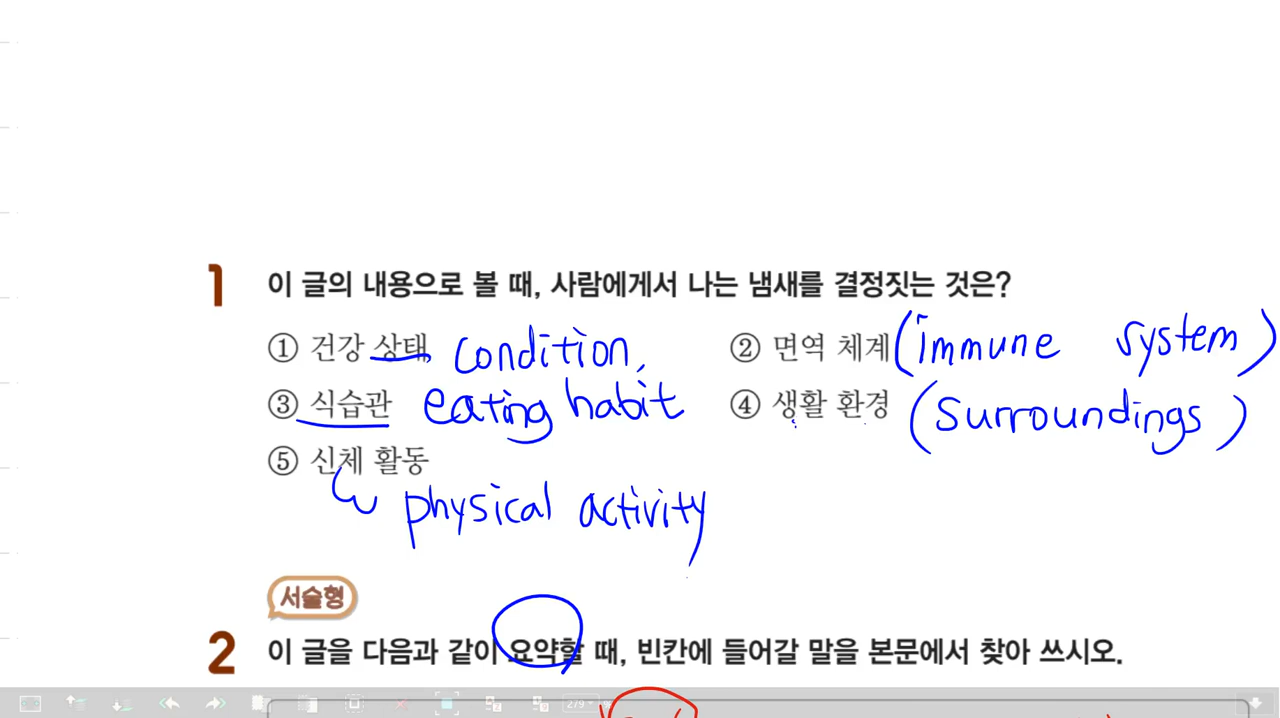 1 이 글의 내용으로 볼 때, 사람에게서 나는 냄새를 결정짓는 것은?
① 건강 상태 condition, ② 면역 체계 (immune system)
③ 식습관 eating habit ④ 생활 환경 (surroundings)
⑤ 신체 활동
physical activity
서술형
2 이 글을 다음과 같이 요약할 때, 빈칸에 들어갈 말을 본문에서 찾아 쓰시오.
279